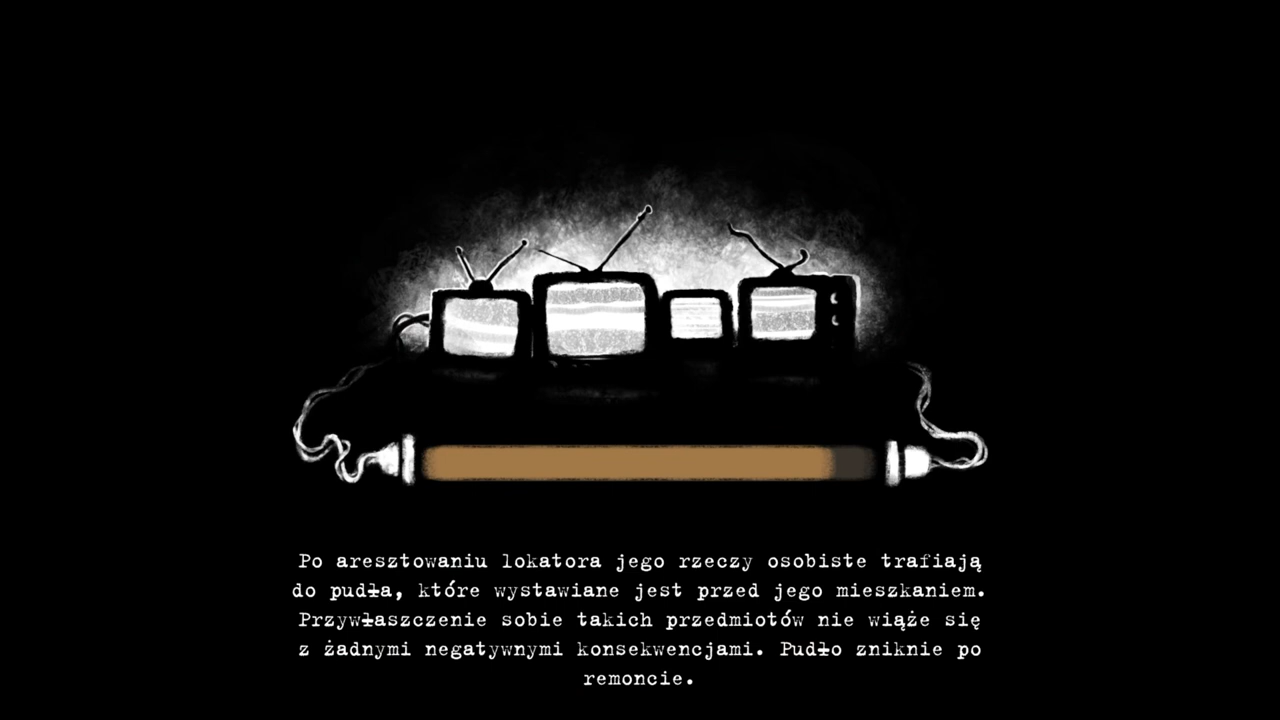 Po aresztowaniu lokatora jego rzeczy osobiste trafiają
do pudła, które wystawiane jest przed jego mieszkaniem.
Przywłaszczenie sobie takich przedmiotów nie wiąże się
z żadnymi negatywnymi konsekwencjami. Pudło zniknie po
remoncie.